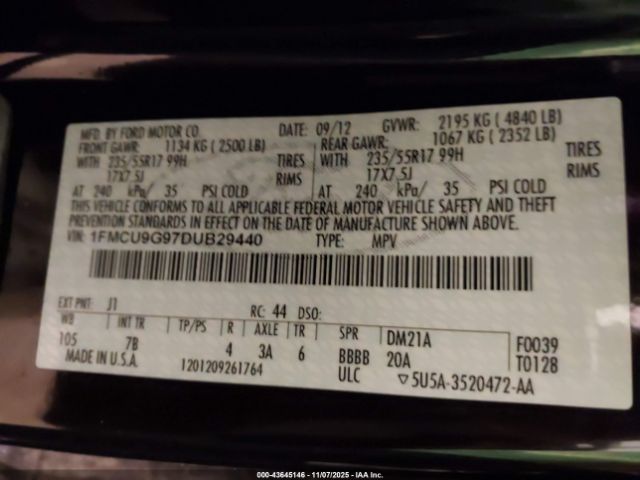 MFD. BY FORD MOTOR CO. DATE: 09/12 GVWR: 2195 KG ( 4840 LB)
FRONT GAWR: 1134 KG ( 2500 LB) REAR GAWR: 1067 KG ( 2352 LB)
WITH 235/55R17 99H TIRES WITH 235/55R17 99H TIRES
17X7.5J RIMS 17X7.5J RIMS
AT 240 kPa/ 35 PSI COLD AT 240 kPa/ 35 PSI COLD
THIS VEHICLE CONFORMS TO ALL APPLICABLE FEDERAL MOTOR VEHICLE SAFETY AND THEFT
PREVENTION STANDARDS IN EFFECT ON THE DATE OF MANUFACTURE SHOWN ABOVE.
VIN: 1FMCU9G97DUB29440 TYPE: MPV
EXT PNT: J1 RC: 44 DSO:
WB INT TR TP/PS R AXLE TR SPR DM21A F0039
105 7B 4 3A 6 BBBB 20A T0128
MADE IN U.S.A. 1201209261764 ULC ▽5U5A-3520472-AA
000-43645146 - 11/07/2025 - IAA Inc.